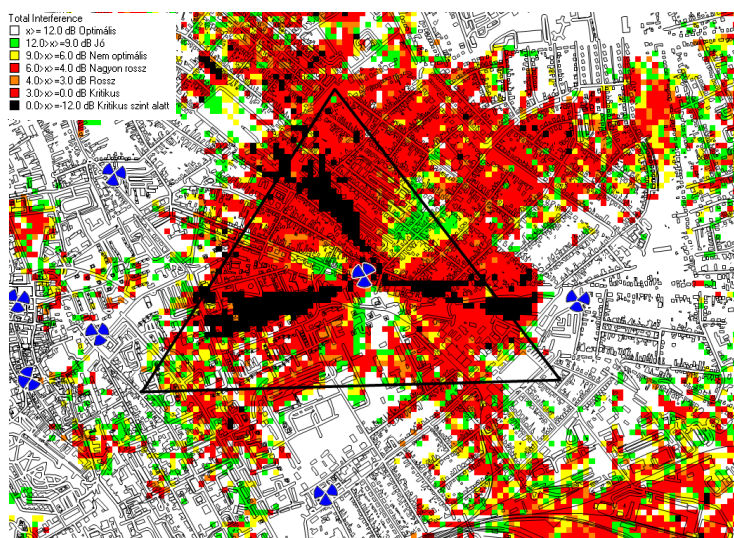 Total Interference
x>= 12.0 dB Optimális
12.0>x>=9.0 dB Jó
9.0>x>=6.0 dB Nem optimális
6.0>x>=4.0 dB Nagyon rossz
4.0>x>=3.0 dB Rossz
3.0>x>=0.0 dB Kritikus
0.0>x>=-12.0 dB Kritikus szint alatt